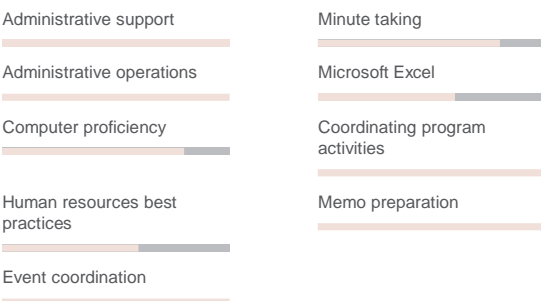 Administrative support
Administrative operations
Computer proficiency
Human resources best
practices
Event coordination
Minute taking
Microsoft Excel
Coordinating program
activities
Memo preparation